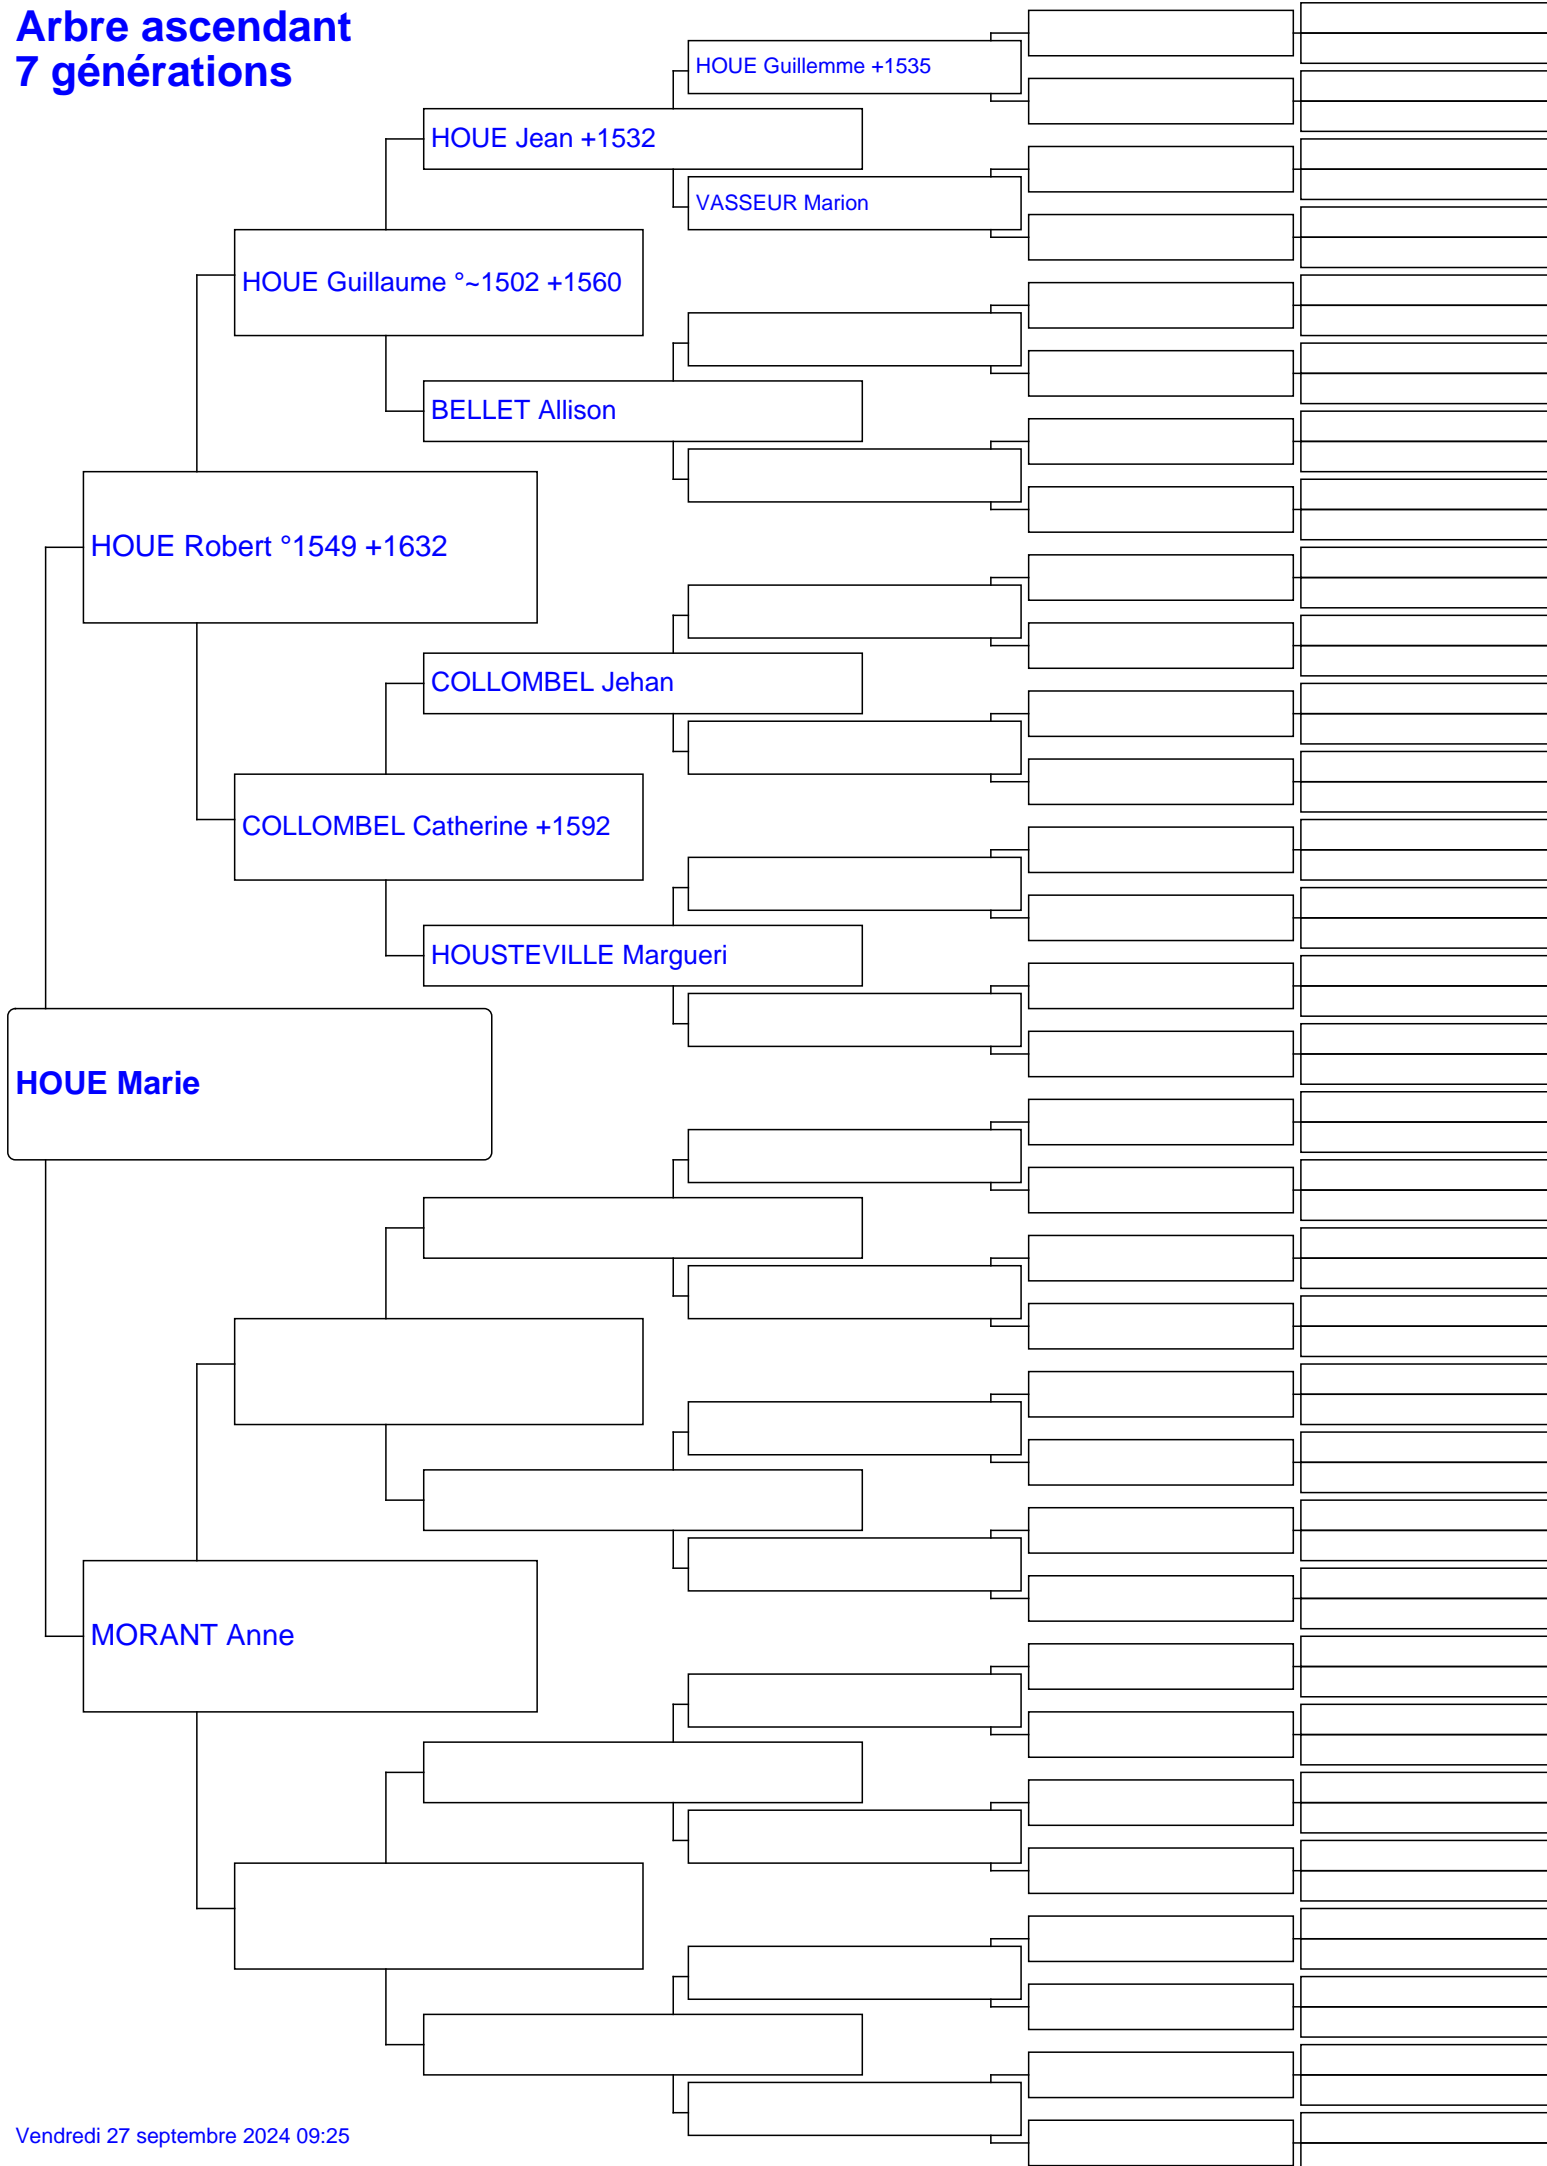 Arbre ascendant
7 générations
HOUE Guillemme +1535
HOUE Jean +1532
VASSEUR Marion
HOUE Guillaume °~1502 +1560
BELLET Allison
HOUE Robert °1549 +1632
COLLOMBEL Jehan
COLLOMBEL Catherine +1592
HOUSTEVILLE Margueri
HOUE Marie
MORANT Anne
Vendredi 27 septembre 2024 09:25